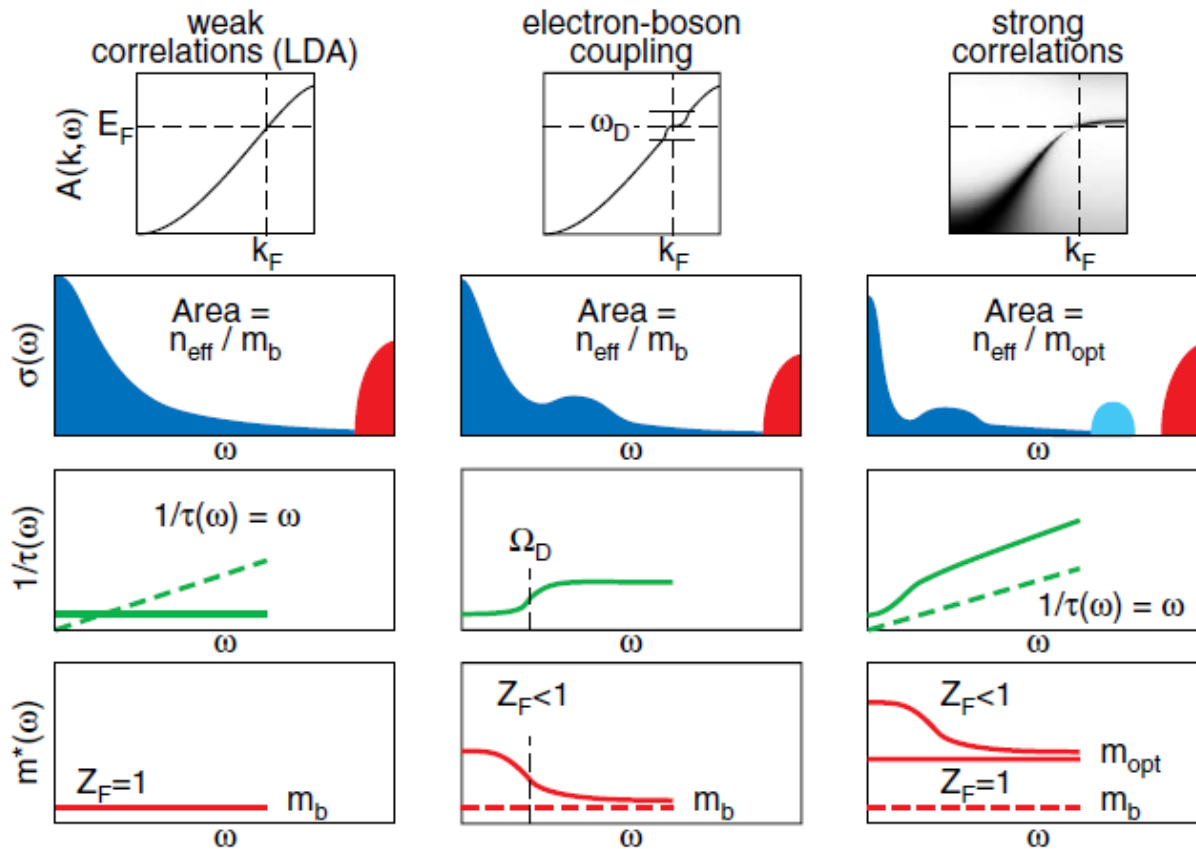 weak
correlations (LDA)
electron-boson
coupling
strong
correlations
A(k,ω)
E_F
k_F
ω_D
k_F
k_F
σ(ω)
Area =
n_eff / m_b
ω
Area =
n_eff / m_b
ω
Area =
n_eff / m_opt
ω
1/τ(ω)
1/τ(ω) = ω
ω
Ω_D
ω
1/τ(ω) = ω
ω
m*(ω)
Z_F=1
m_b
ω
Z_F<1
m_b
ω
Z_F<1
m_opt
Z_F=1
m_b
ω